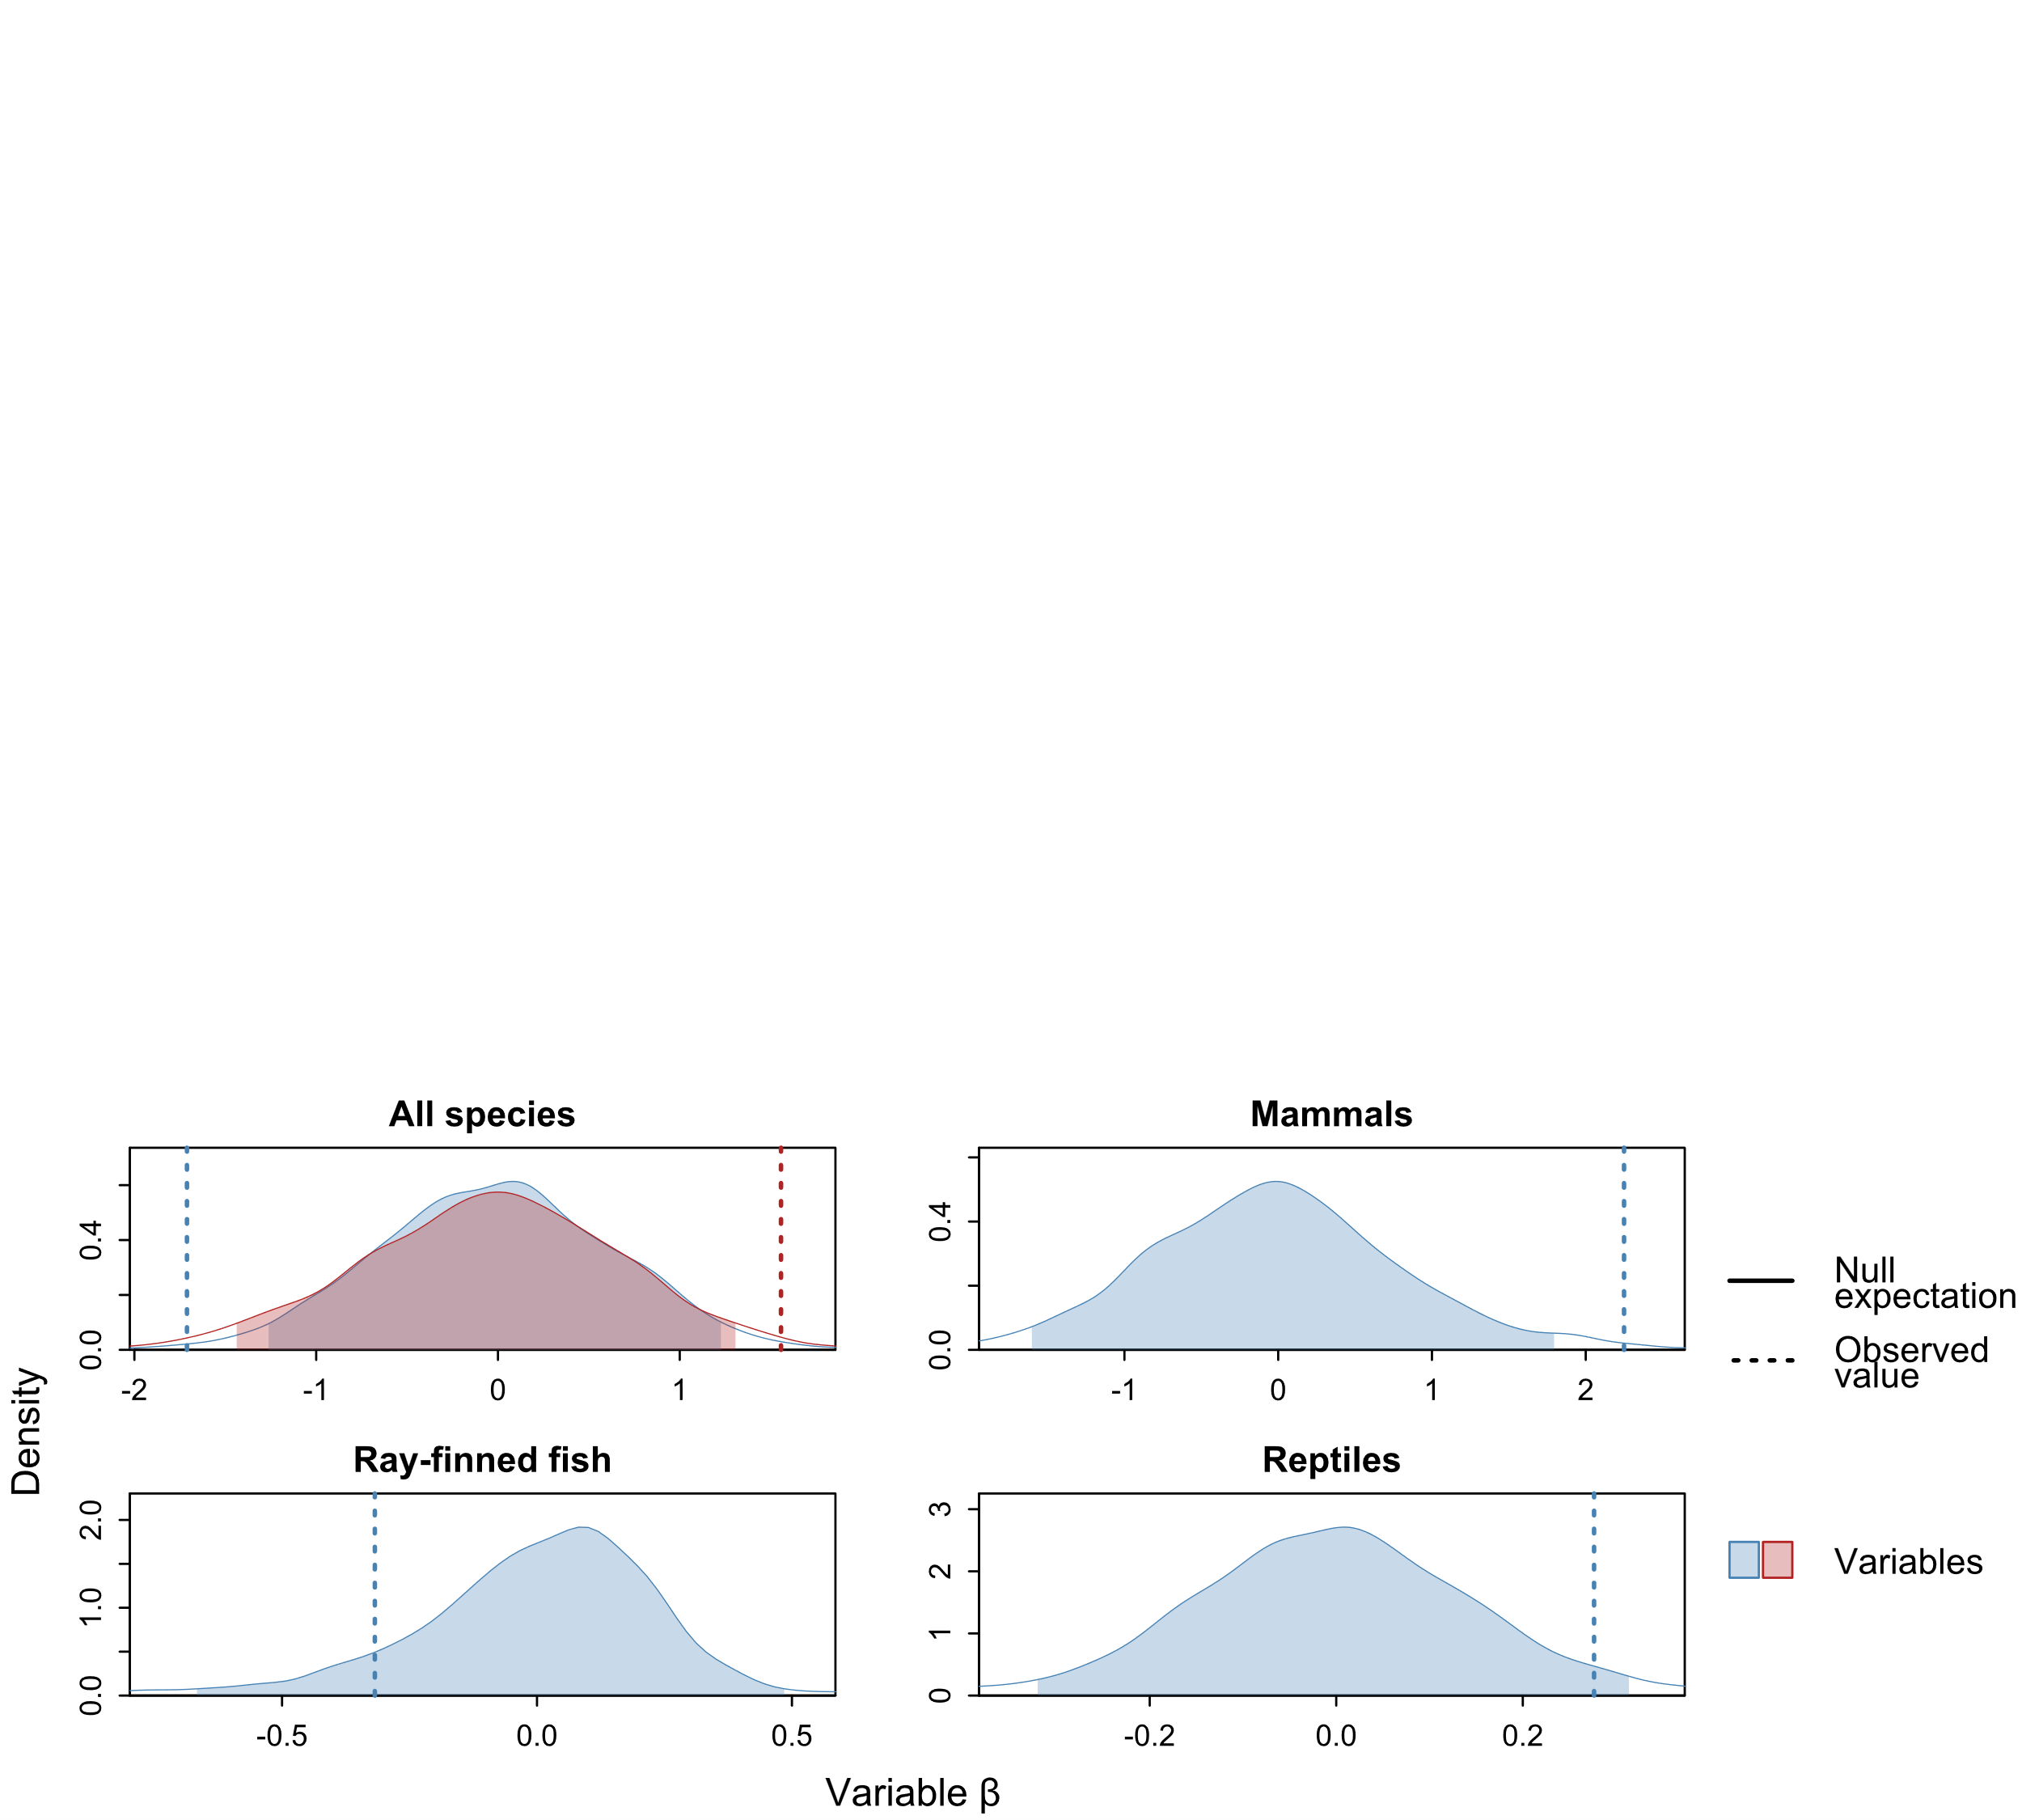 All species
Mammals
0.0
0.4
-2
-1
0
1
0.0
0.4
-1
0
1
2
Null
expectation
Observed
value
Ray-finned fish
Reptiles
0.0
1.0
2.0
-0.5
0.0
0.5
0
1
2
3
-0.2
0.0
0.2
Variables
Density
Variable β